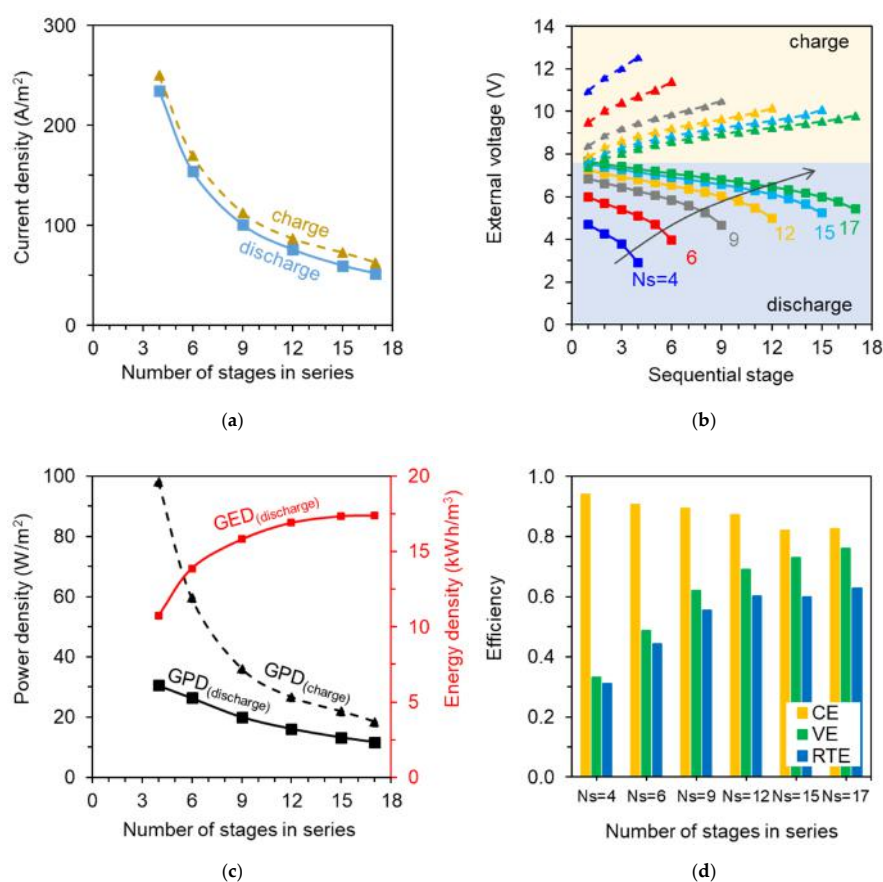 300
200
100
0
Current density (A/m²)
charge
discharge
0 3 6 9 12 15 18
Number of stages in series
(a)
14
12
10
8
6
4
2
0
External voltage (V)
charge
Ns=4
6
9
12
15
17
discharge
0 3 6 9 12 15 18
Sequential stage
(b)
100
80
60
40
20
0
Power density (W/m²)
GED(discharge)
GPD(charge)
GPD(discharge)
20
15
10
5
0
Energy density (kWh/m³)
0 3 6 9 12 15 18
Number of stages in series
(c)
1.0
0.8
0.6
0.4
0.2
0.0
Efficiency
CE
VE
RTE
Ns=4 Ns=6 Ns=9 Ns=12 Ns=15 Ns=17
Number of stages in series
(d)